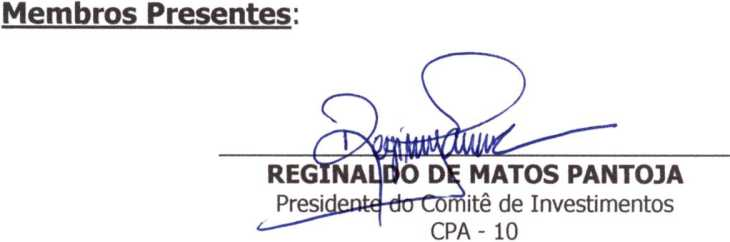 Membros Presentes:
REGINALDO DE MATOS PANTOJA
Presidente do Comitê de Investimentos
CPA - 10